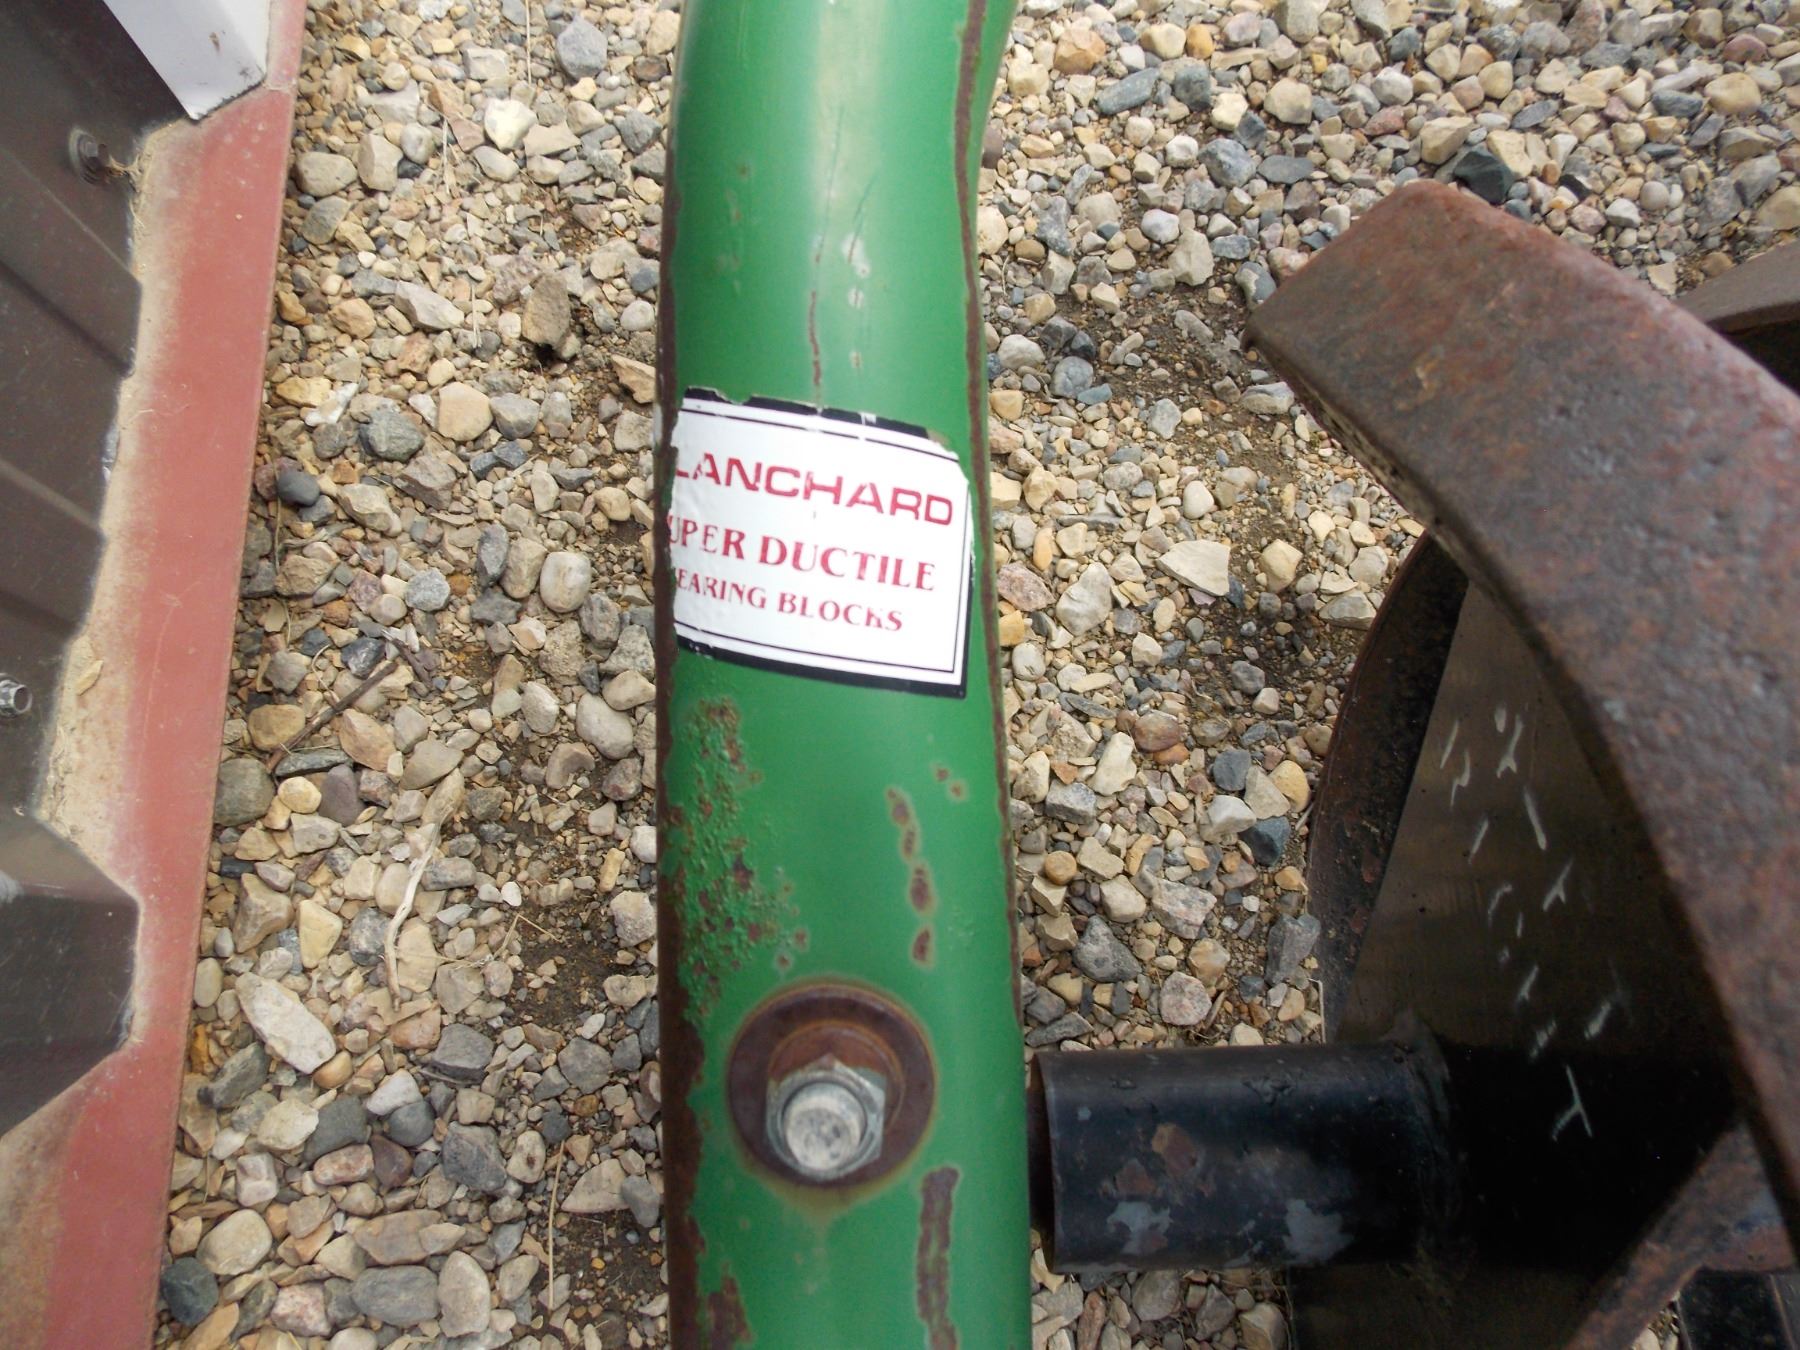 LANCHARD
UPER DUCTILE
EARING BLOCKS